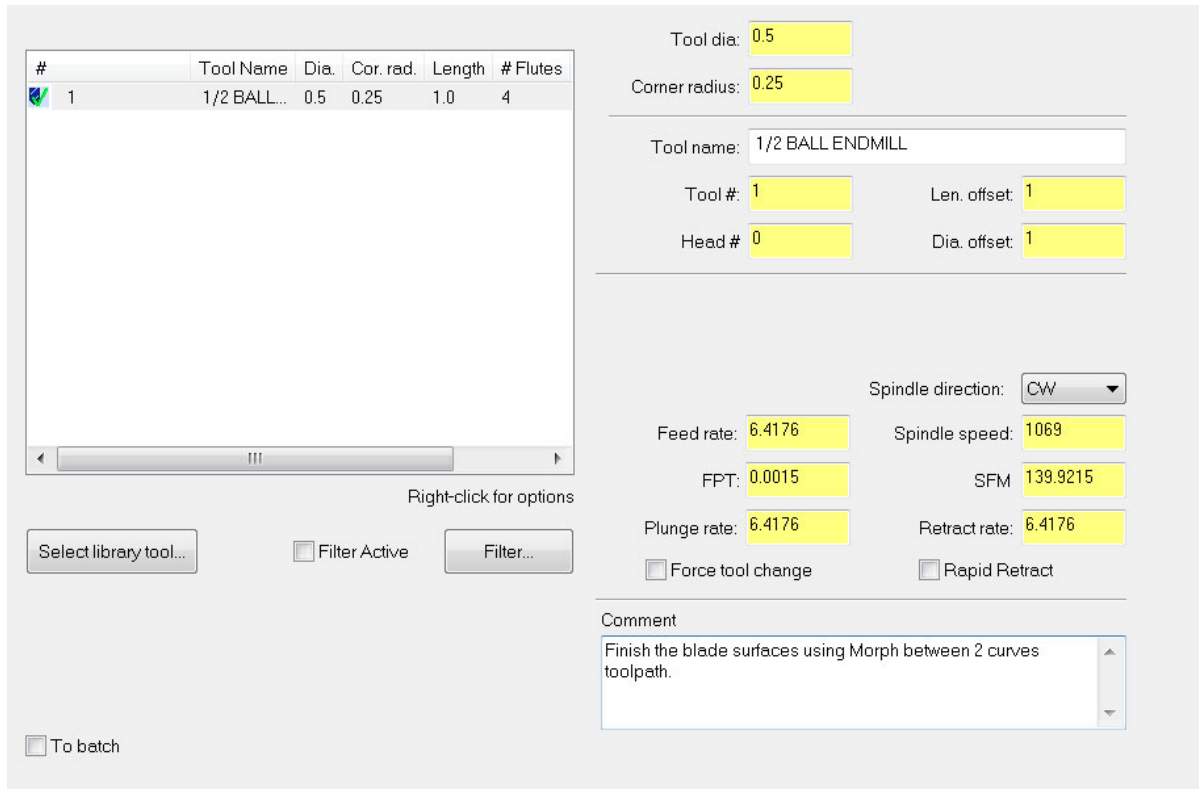 # Tool Name Dia. Cor. rad. Length # Flutes
1 1/2 BALL... 0.5 0.25 1.0 4
Right-click for options
Select library tool... Filter Active Filter...
To batch
Tool dia: 0.5
Corner radius: 0.25
Tool name: 1/2 BALL ENDMILL
Tool #: 1 Len. offset: 1
Head # 0 Dia. offset: 1
Spindle direction: CW
Feed rate: 6.4176 Spindle speed: 1069
FPT: 0.0015 SFM 139.9215
Plunge rate: 6.4176 Retract rate: 6.4176
Force tool change Rapid Retract
Comment
Finish the blade surfaces using Morph between 2 curves
toolpath.